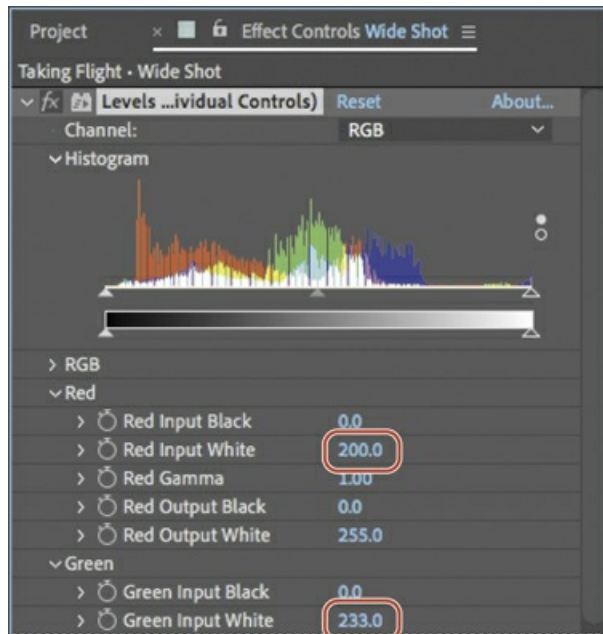 Project × Effect Controls Wide Shot ≡
Taking Flight • Wide Shot
fx Levels ...ividual Controls) Reset About...
Channel: RGB
Histogram
> RGB
Red
> Red Input Black 0.0
> Red Input White 200.0
> Red Gamma 1.00
> Red Output Black 0.0
> Red Output White 255.0
Green
> Green Input Black 0.0
> Green Input White 233.0